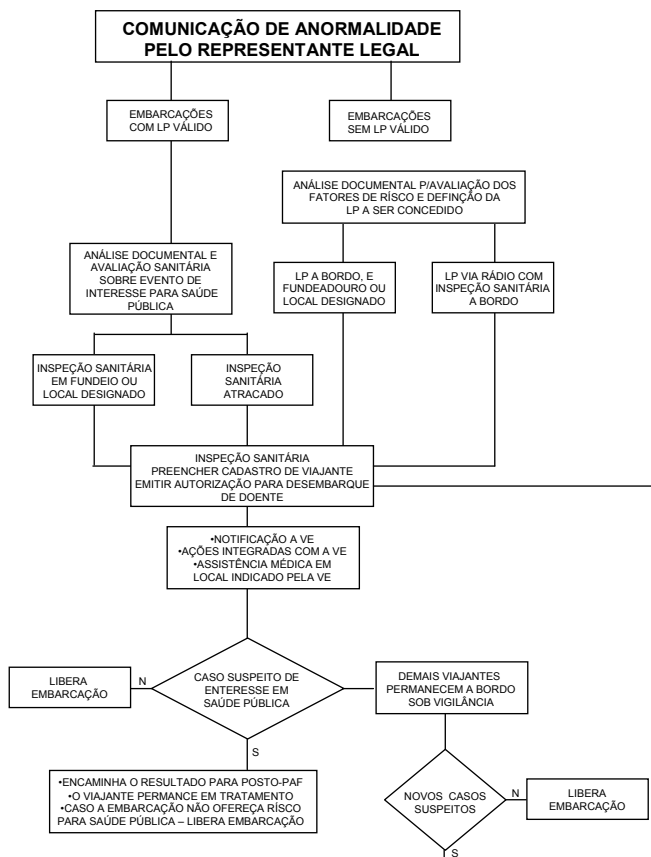 COMUNICAÇÃO DE ANORMALIDADE
PELO REPRESENTANTE LEGAL
EMBARCAÇÕES
COM LP VÁLIDO
EMBARCAÇÕES
SEM LP VÁLIDO
ANÁLISE DOCUMENTAL P/AVALIAÇÃO DOS
FATORES DE RÍSCO E DEFINÇÃO DA
LP A SER CONCEDIDO
ANÁLISE DOCUMENTAL E
AVALIAÇÃO SANITÁRIA
SOBRE EVENTO DE
INTERESSE PARA SAÚDE
PÚBLICA
LP A BORDO, E
FUNDEADOURO OU
LOCAL DESIGNADO
LP VIA RÁDIO COM
INSPEÇÃO SANITÁRIA
A BORDO
INSPEÇÃO SANITÁRIA
EM FUNDEIO OU
LOCAL DESIGNADO
INSPEÇÃO
SANITÁRIA
ATRACADO
INSPEÇÃO SANITÁRIA
PREENCHER CADASTRO DE VIAJANTE
EMITIR AUTORIZAÇÃO PARA DESEMBARQUE
DE DOENTE
•NOTIFICAÇÃO A VE
•AÇÕES INTEGRADAS COM A VE
•ASSISTÊNCIA MÉDICA EM
LOCAL INDICADO PELA VE
LIBERA
EMBARCAÇÃO
N
CASO SUSPEITO DE
ENTERESSE EM
SAÚDE PÚBLICA
DEMAIS VIAJANTES
PERMANECEM A BORDO
SOB VIGILÂNCIA
S
•ENCAMINHA O RESULTADO PARA POSTO-PAF
•O VIAJANTE PERMANCE EM TRATAMENTO
•CASO A EMBARCAÇÃO NÃO OFEREÇA RÍSCO
PARA SAÚDE PÚBLICA – LIBERA EMBARCAÇÃO
NOVOS CASOS
SUSPEITOS
N
LIBERA
EMBARCAÇÃO
S